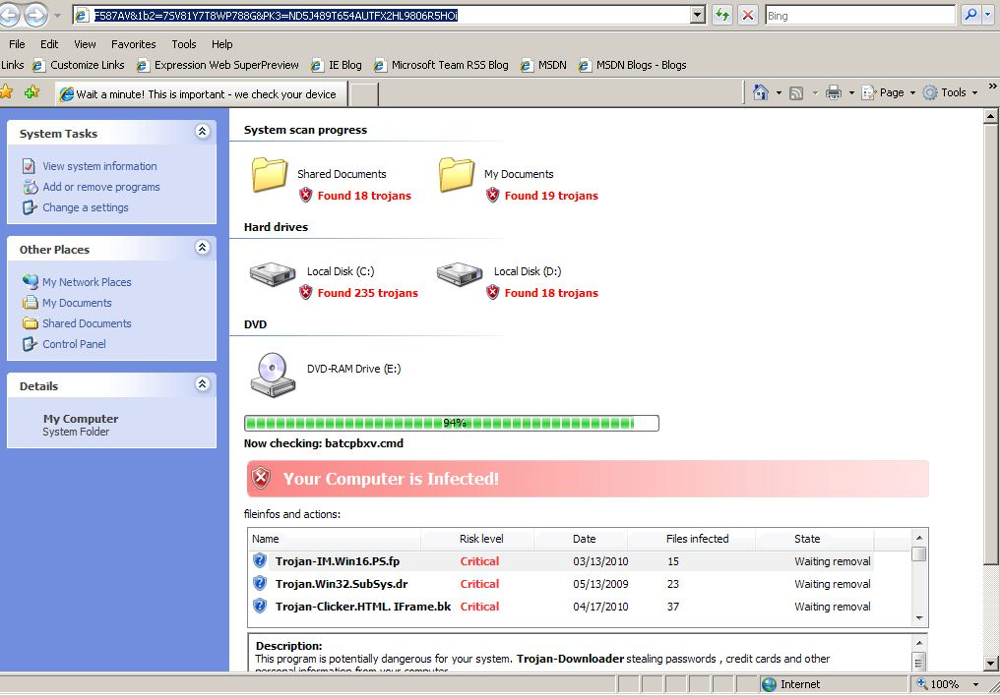 F587AV&1b2=75V81Y7T8WP788G&PK3=ND5J489T654AUTFX2HL9806R5HOi
Bing
File Edit View Favorites Tools Help
Links Customize Links Expression Web SuperPreview IE Blog Microsoft Team RSS Blog MSDN MSDN Blogs - Blogs
Wait a minute! This is important - we check your device
Page Tools »
System Tasks
View system information
Add or remove programs
Change a settings
Other Places
My Network Places
My Documents
Shared Documents
Control Panel
Details
My Computer
System Folder
System scan progress
Shared Documents
Found 18 trojans
My Documents
Found 19 trojans
Hard drives
Local Disk (C:)
Found 235 trojans
Local Disk (D:)
Found 18 trojans
DVD
DVD-RAM Drive (E:)
94%
Now checking: batcpbxv.cmd
Your Computer is Infected!
fileinfos and actions:
Name Risk level Date Files infected State
Trojan-IM.Win16.PS.fp Critical 03/13/2010 15 Waiting removal
Trojan.Win32.SubSys.dr Critical 05/13/2009 23 Waiting removal
Trojan-Clicker.HTML. IFrame.bk Critical 04/17/2010 37 Waiting removal
Description:
This program is potentially dangerous for your system. Trojan-Downloader stealing passwords , credit cards and other
personal information from your computer.
Internet 100%